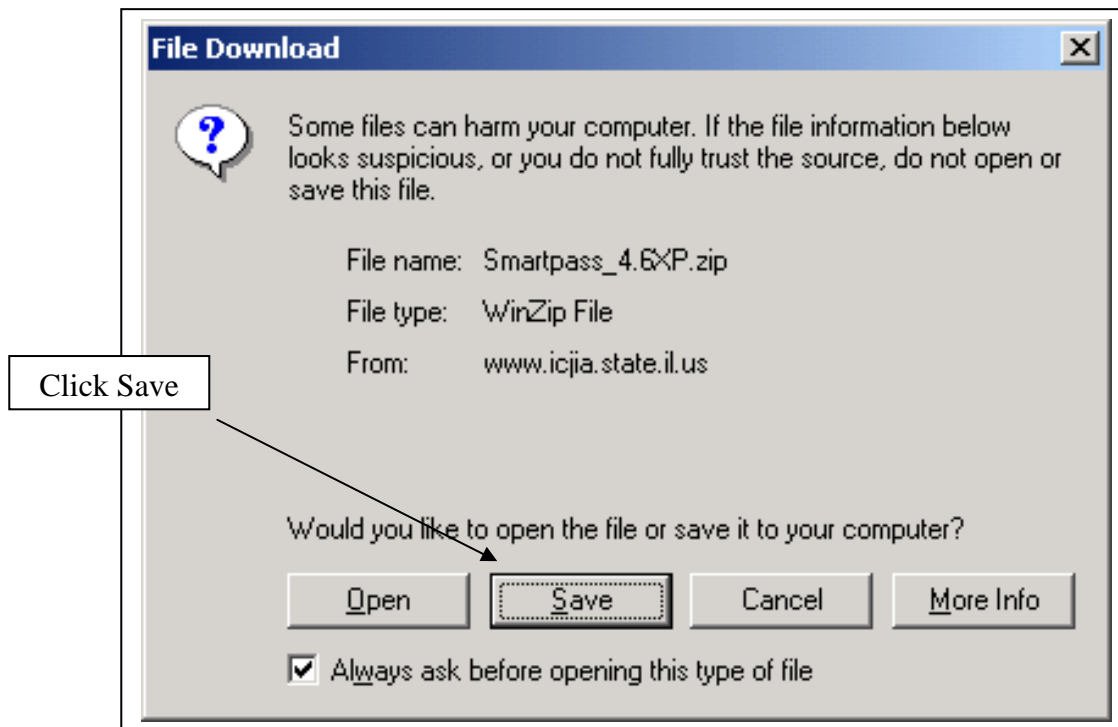 File Download
Some files can harm your computer. If the file information below
looks suspicious, or you do not fully trust the source, do not open or
save this file.
File name: Smartpass_4.6XP.zip
File type: WinZip File
From: www.icjia.state.il.us
Click Save
Would you like to open the file or save it to your computer?
Open Save Cancel More Info
Always ask before opening this type of file